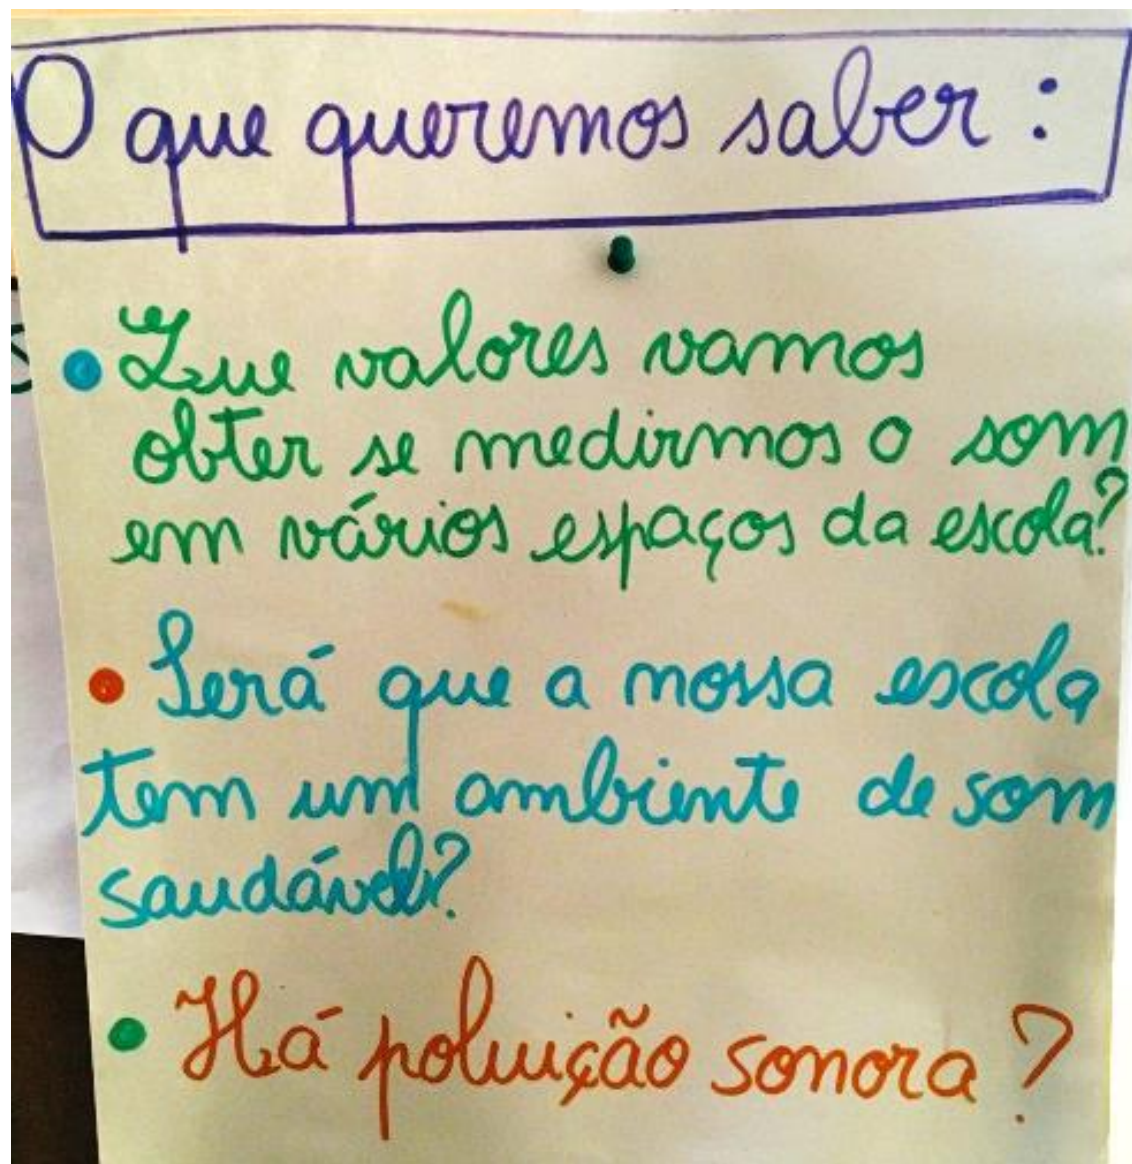 O que queremos saber:
• Que valores vamos
obter se medirmos o som
em vários espaços da escola?
• Será que a nossa escola
tem um ambiente de som
saudável?
• Há poluição sonora?